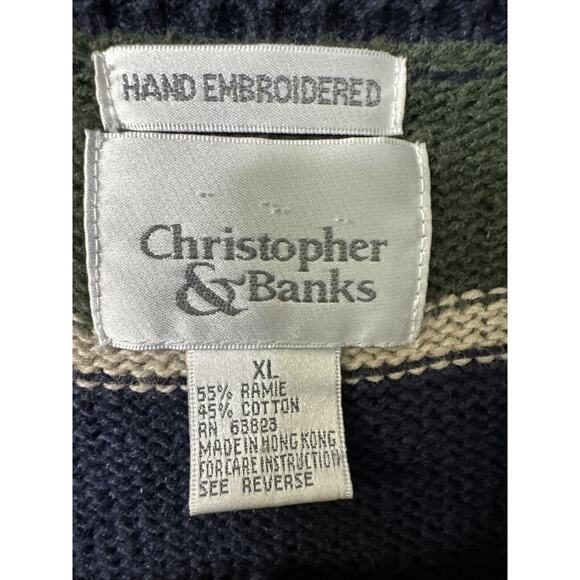 HAND EMBROIDERED
Christopher
& Banks
XL
55% RAMIE
45% COTTON
RN 63823
MADE IN HONG KONG
FOR CARE INSTRUCTION
SEE REVERSE